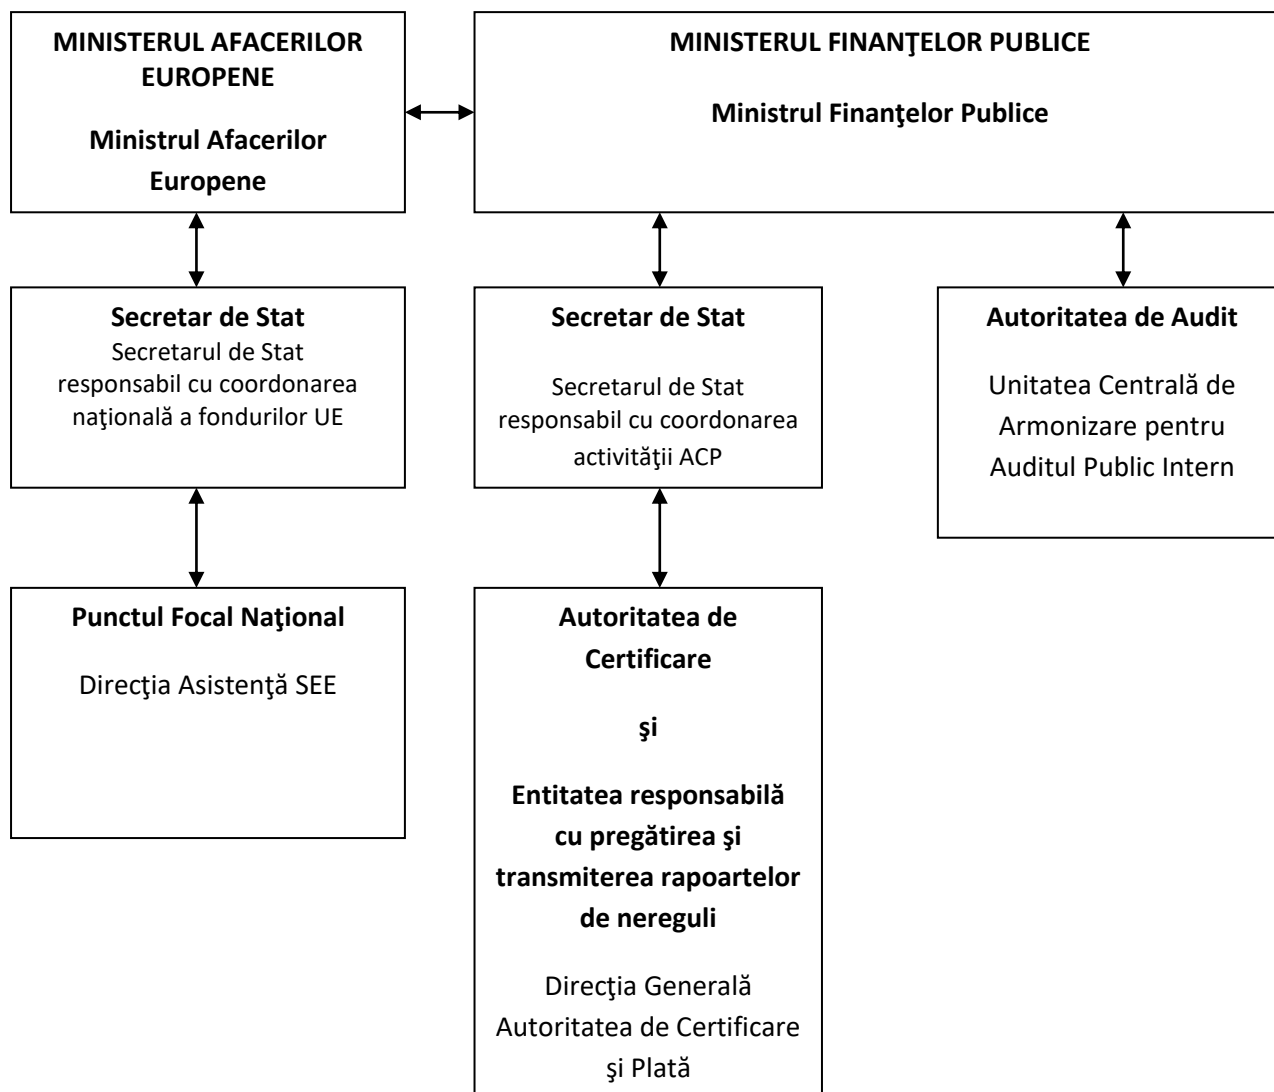 MINISTERUL AFACERILOR
EUROPENE
Ministrul Afacerilor
Europene
MINISTERUL FINANŢELOR PUBLICE
Ministrul Finanţelor Publice
Secretar de Stat
Secretarul de Stat
responsabil cu coordonarea
naţională a fondurilor UE
Secretar de Stat
Secretarul de Stat
responsabil cu coordonarea
activităţii ACP
Autoritatea de Audit
Unitatea Centrală de
Armonizare pentru
Auditul Public Intern
Punctul Focal Naţional
Direcţia Asistenţă SEE
Autoritatea de
Certificare
şi
Entitatea responsabilă
cu pregătirea şi
transmiterea rapoartelor
de nereguli
Direcţia Generală
Autoritatea de Certificare
şi Plată